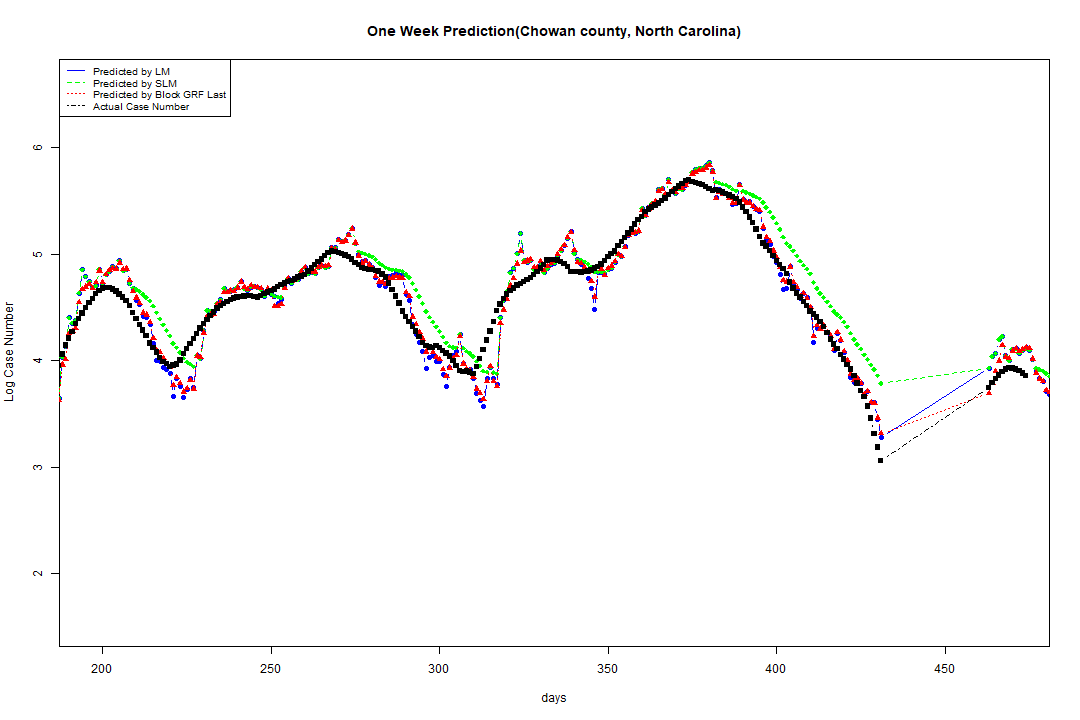 One Week Prediction(Chowan county, North Carolina)
Predicted by LM
Predicted by SLM
Predicted by Block GRF Last
Actual Case Number
6
5
4
3
2
Log Case Number
200 250 300 350 400 450
days